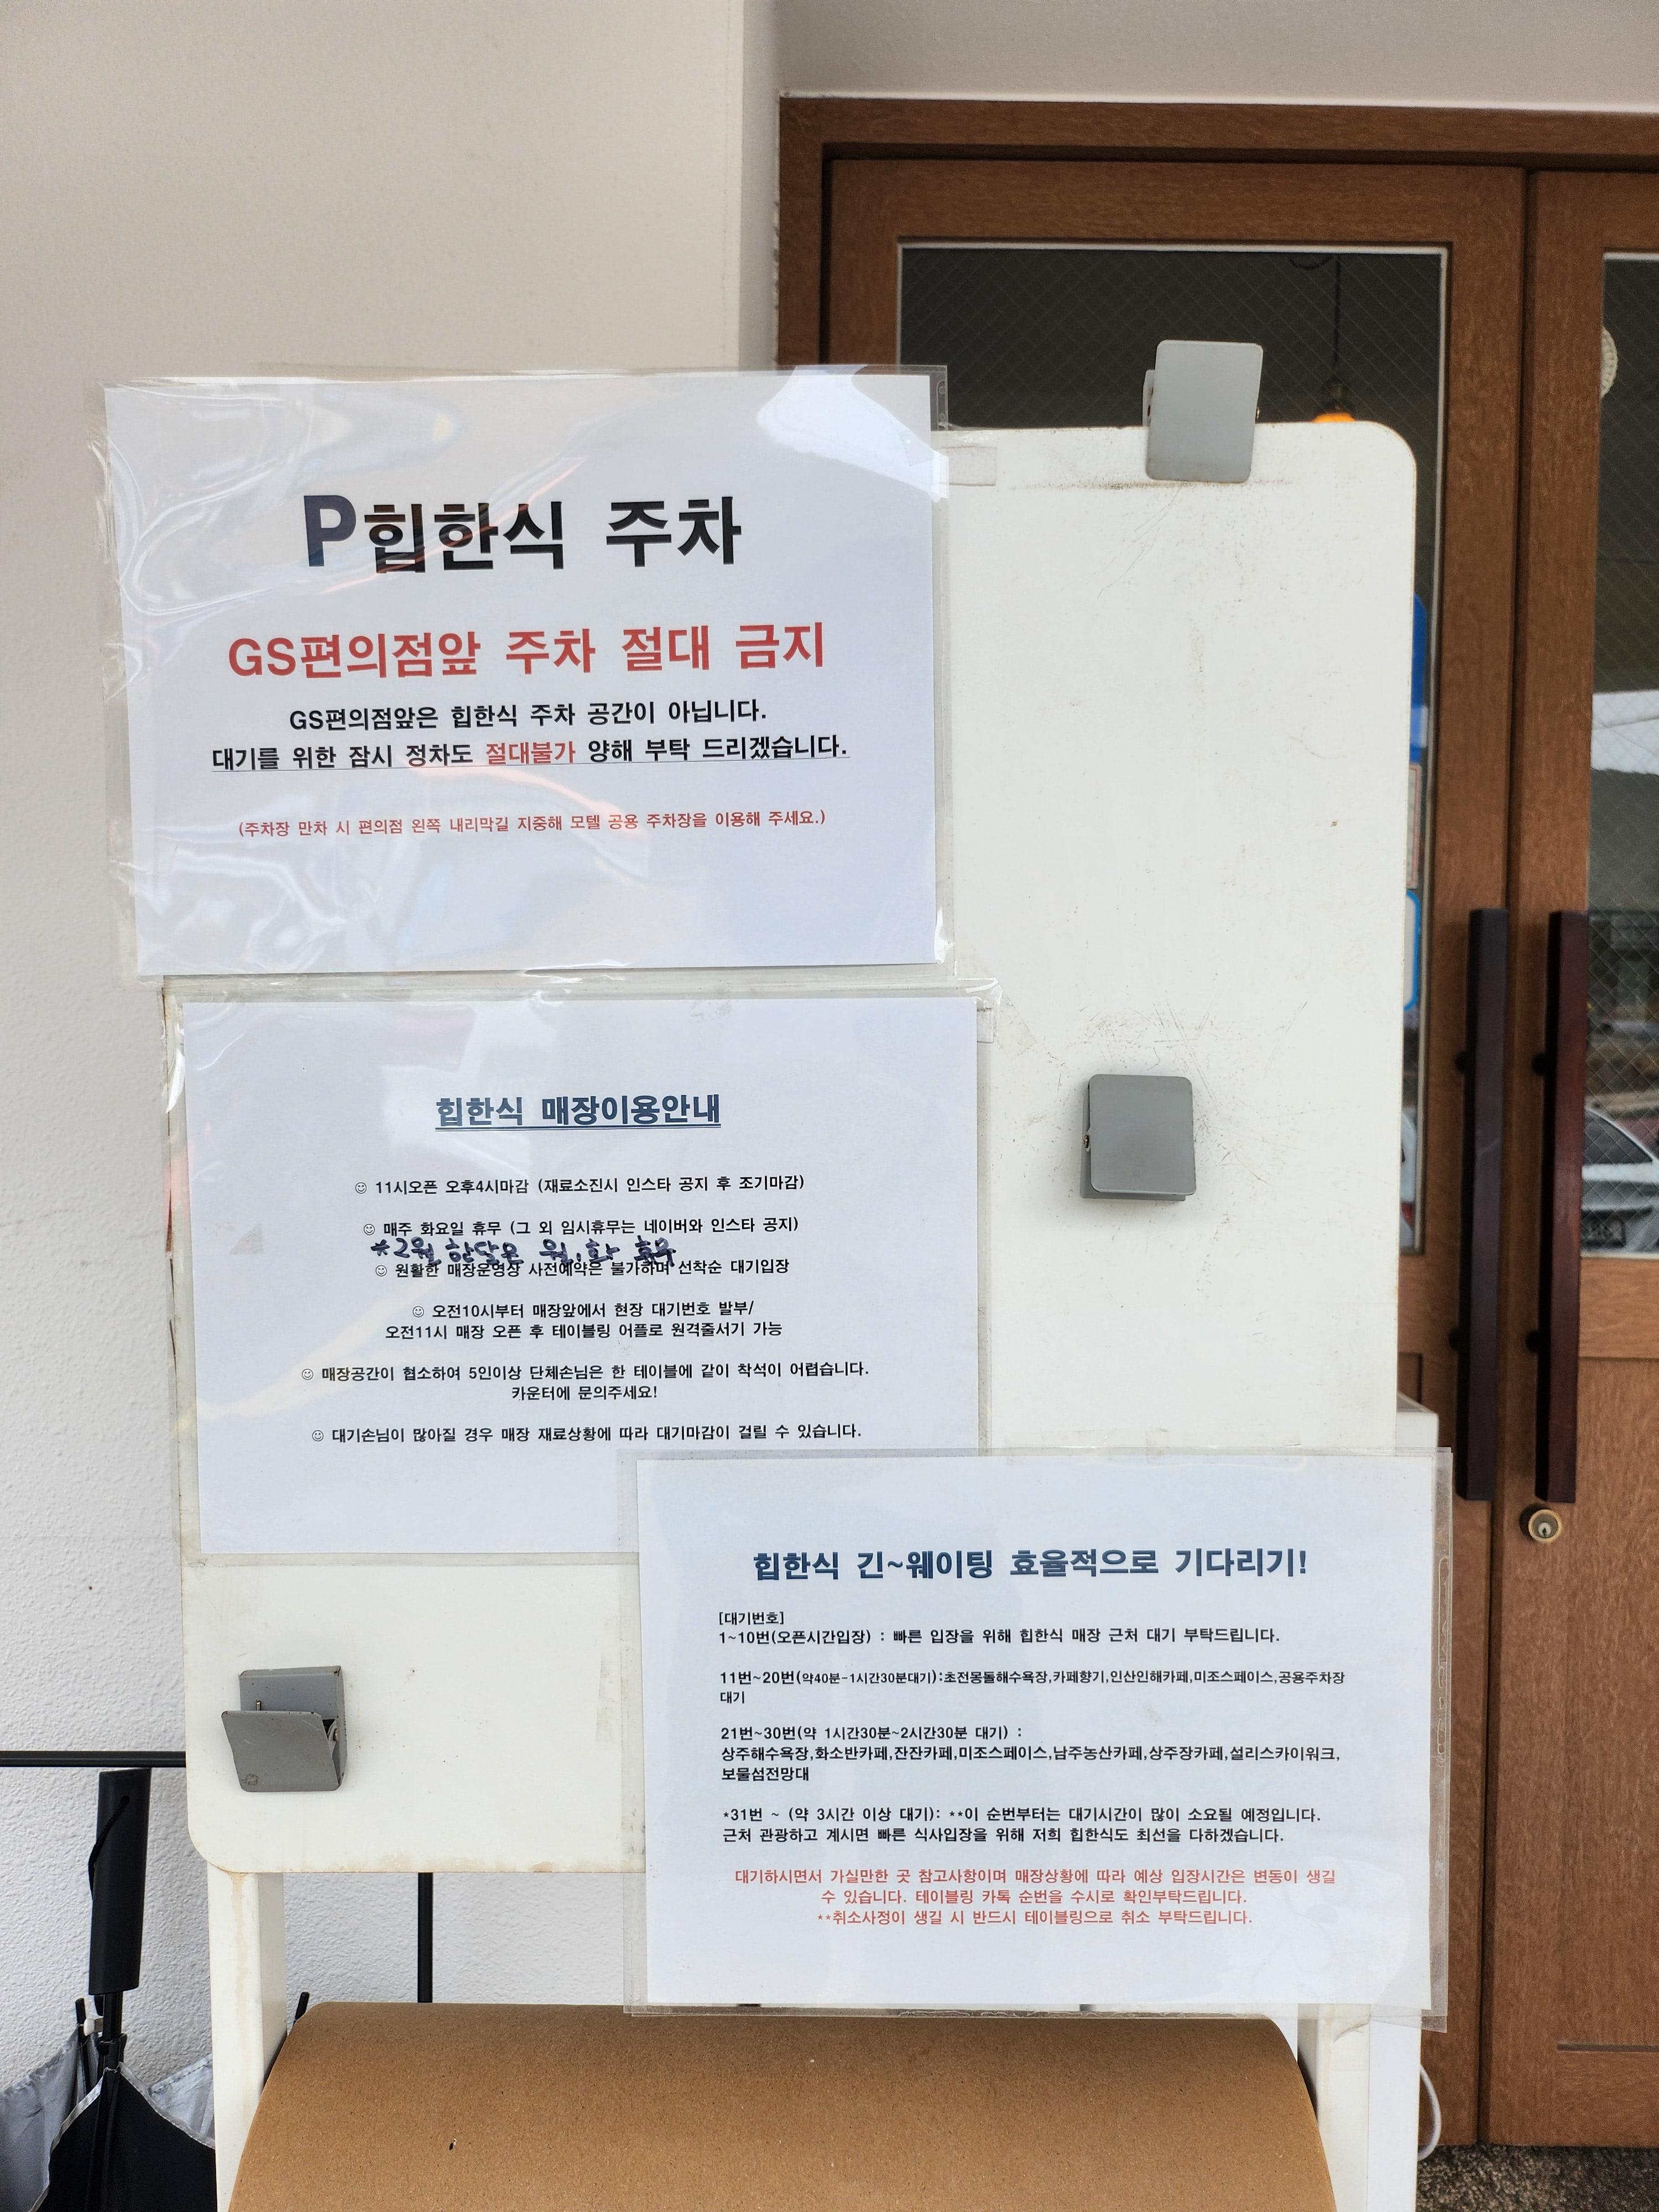 P힙한식 주차
GS편의점앞 주차 절대 금지
GS편의점앞은 힙한식 주차 공간이 아닙니다.
대기를 위한 잠시 정차도 절대불가 양해 부탁 드리겠습니다.
(주차장 만차 시 편의점 왼쪽 내리막길 지중해 모텔 공용 주차장을 이용해 주세요.)
힙한식 매장이용안내
☺ 11시오픈 오후4시마감 (재료소진시 인스타 공지 후 조기마감)
☺ 매주 화요일 휴무 (그 외 임시휴무는 네이버와 인스타 공지)
*2월 한달은 월,화 휴무
☺ 원활한 매장운영상 사전예약은 불가하며 선착순 대기입장
☺ 오전10시부터 매장앞에서 현장 대기번호 발부/
오전11시 매장 오픈 후 테이블링 어플로 원격줄서기 가능
☺ 매장공간이 협소하여 5인이상 단체손님은 한 테이블에 같이 착석이 어렵습니다.
카운터에 문의주세요!
☺ 대기손님이 많아질 경우 매장 재료상황에 따라 대기마감이 걸릴 수 있습니다.
힙한식 긴~웨이팅 효율적으로 기다리기!
[대기번호]
1~10번(오픈시간입장) : 빠른 입장을 위해 힙한식 매장 근처 대기 부탁드립니다.
11번~20번(약40분-1시간30분대기):초전몽돌해수욕장,카페향기,인산인해카페,미조스페이스,공용주차장
대기
21번~30번(약 1시간30분~2시간30분 대기) :
상주해수욕장,화소반카페,잔잔카페,미조스페이스,남주농산카페,상주장카페,설리스카이워크,
보물섬전망대
*31번 ~ (약 3시간 이상 대기): **이 순번부터는 대기시간이 많이 소요될 예정입니다.
근처 관광하고 계시면 빠른 식사입장을 위해 저희 힙한식도 최선을 다하겠습니다.
대기하시면서 가실만한 곳 참고사항이며 매장상황에 따라 예상 입장시간은 변동이 생길
수 있습니다. 테이블링 카톡 순번을 수시로 확인부탁드립니다.
**취소사정이 생길 시 반드시 테이블링으로 취소 부탁드립니다.